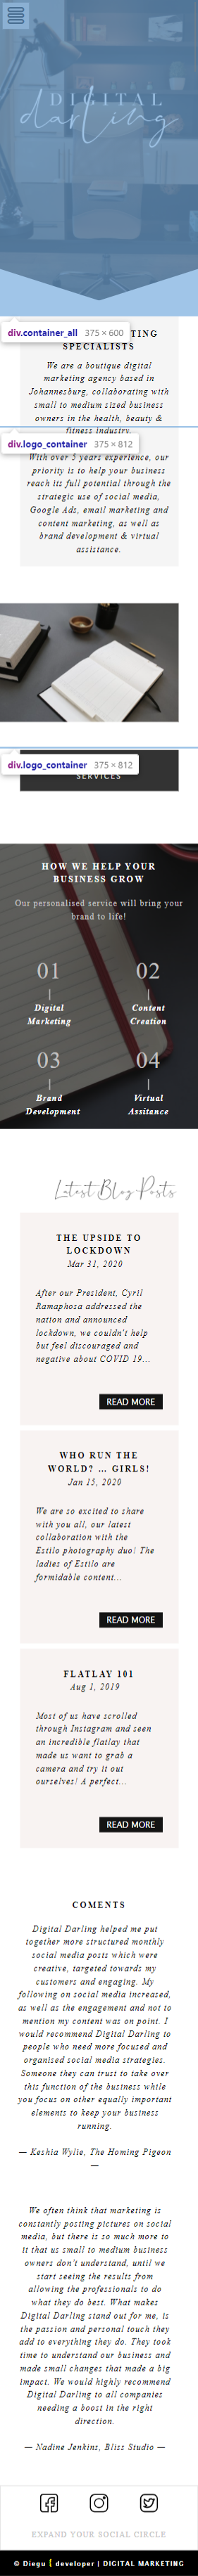 DIGITAL
darling
TING
SPECIALISTS
div.container_all 375 × 600
We are a boutique digital
marketing agency based in
Johannesburg, collaborating with
small to medium sized business
owners in the health, beauty &
fitness industry.
div.logo_container 375 × 812
With over 5 years experience, our
priority is to help your business
reach its full potential through the
strategic use of social media,
Google Ads, email marketing and
content marketing, as well as
brand development & virtual
assistance.
div.logo_container 375 × 812
SERVICES
HOW WE HELP YOUR
BUSINESS GROW
Our personalised service will bring your
brand to life!
01
|
Digital
Marketing
02
|
Content
Creation
03
|
Brand
Development
04
|
Virtual
Assitance
Latest Blog Posts
THE UPSIDE TO
LOCKDOWN
Mar 31, 2020
After our President, Cyril
Ramaphosa addressed the
nation and announced
lockdown, we couldn't help
but feel discouraged and
negative about COVID 19...
READ MORE
WHO RUN THE
WORLD? ... GIRLS!
Jan 15, 2020
We are so excited to share
with you all, our latest
collaboration with the
Estilo photography duo! The
ladies of Estilo are
formidable content...
READ MORE
FLATLAY 101
Aug 1, 2019
Most of us have scrolled
through Instagram and seen
an incredible flatlay that
made us want to grab a
camera and try it out
ourselves! A perfect...
READ MORE
COMENTS
Digital Darling helped me put
together more structured monthly
social media posts which were
creative, targeted towards my
customers and engaging. My
following on social media increased,
as well as the engagement and not to
mention my content was on point. I
would recommend Digital Darling to
people who need more focused and
organised social media strategies.
Someone they can trust to take over
this function of the business while
you focus on other equally important
elements to keep your business
running.
— Keshia Wylie, The Homing Pigeon
—
We often think that marketing is
constantly posting pictures on social
media, but there is so much more to
it that us small to medium business
owners don't understand, until we
start seeing the results from
allowing the professionals to do
what they do best. What makes
Digital Darling stand out for me, is
the passion and personal touch they
add to everything they do. They took
time to understand our business and
made small changes that made a big
impact. We would highly recommend
Digital Darling to all companies
needing a boost in the right
direction.
— Nadine Jenkins, Bliss Studio —
EXPAND YOUR SOCIAL CIRCLE
© Diegu { developer | DIGITAL MARKETING